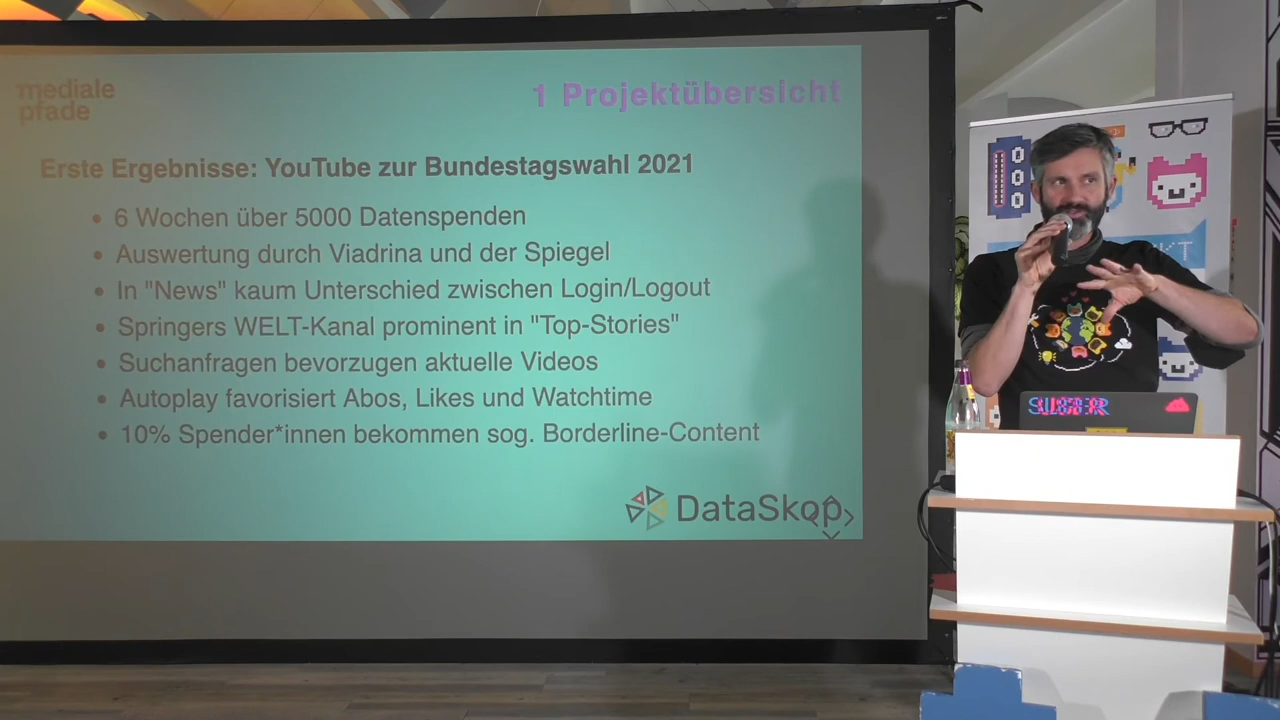 mediale
pfade
1 Projektübersicht
Erste Ergebnisse: YouTube zur Bundestagswahl 2021
• 6 Wochen über 5000 Datenspenden
• Auswertung durch Viadrina und der Spiegel
• In "News" kaum Unterschied zwischen Login/Logout
• Springers WELT-Kanal prominent in "Top-Stories"
• Suchanfragen bevorzugen aktuelle Videos
• Autoplay favorisiert Abos, Likes und Watchtime
• 10% Spender*innen bekommen sog. Borderline-Content
DataSkop